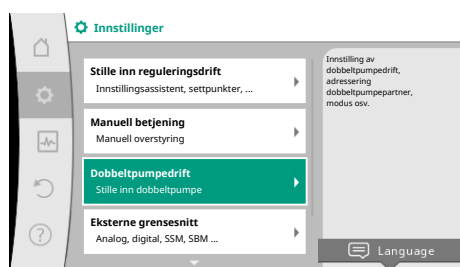 Innstillinger
Stille inn reguleringsdrift
Innstillingsassistent, settpunkter, ...
Manuell betjening
Manuell overstyring
Dobbeltpumpedrift
Stille inn dobbeltpumpe
Eksterne grensesnitt
Analog, digital, SSM, SBM ...
Innstilling av
dobbeltpumpedrift,
adressering
dobbeltpumpepartner,
modus osv.
Language